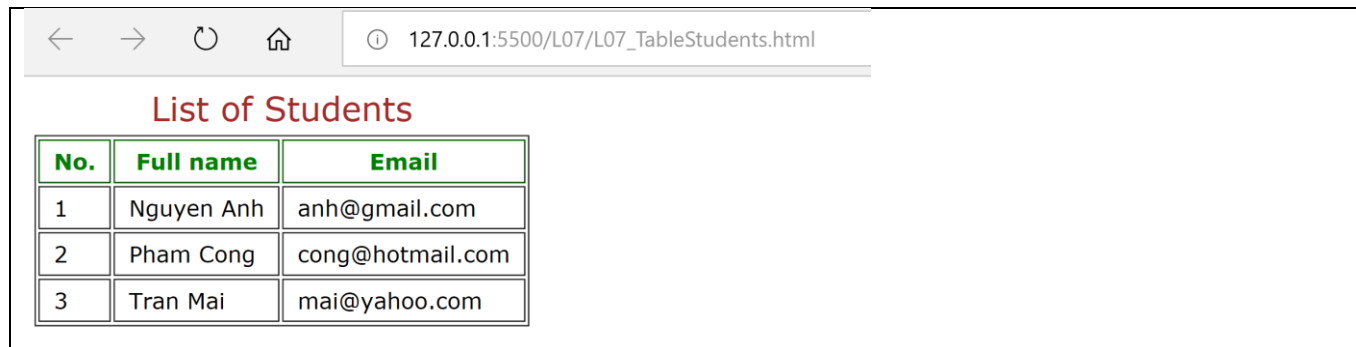 127.0.0.1:5500/L07/L07_TableStudents.html
List of Students
No. Full name Email
1 Nguyen Anh anh@gmail.com
2 Pham Cong cong@hotmail.com
3 Tran Mai mai@yahoo.com